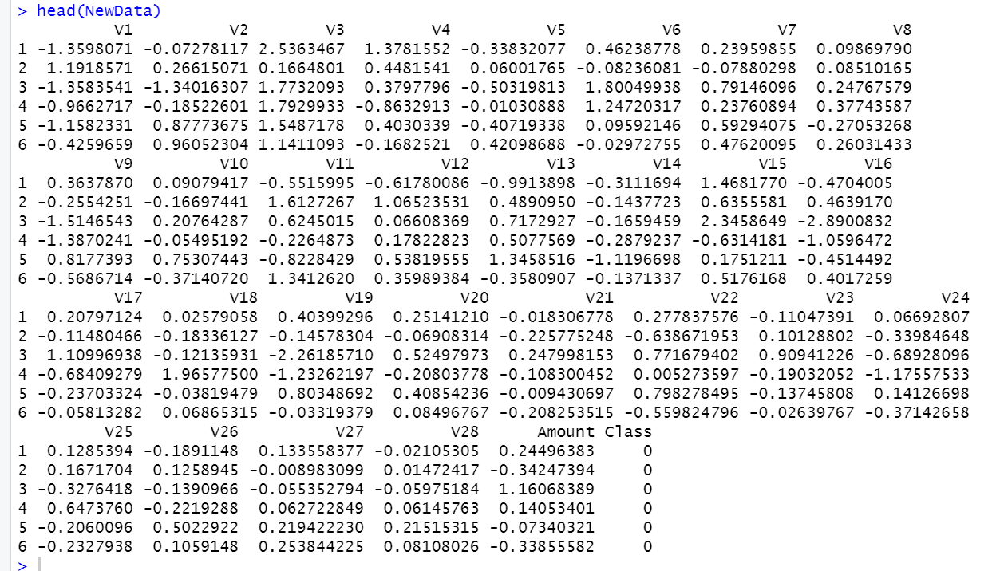 > head(NewData)
V1 V2 V3 V4 V5 V6 V7 V8
1 -1.3598071 -0.07278117 2.5363467 1.3781552 -0.33832077 0.46238778 0.23959855 0.09869790
2 1.1918571 0.26615071 0.1664801 0.4481541 0.06001765 -0.08236081 -0.07880298 0.08510165
3 -1.3583541 -1.34016307 1.7732093 0.3797796 -0.50319813 1.80049938 0.79146096 0.24767579
4 -0.9662717 -0.18522601 1.7929933 -0.8632913 -0.01030888 1.24720317 0.23760894 0.37743587
5 -1.1582331 0.87773675 1.5487178 0.4030339 -0.40719338 0.09592146 0.59294075 -0.27053268
6 -0.4259659 0.96052304 1.1411093 -0.1682521 0.42098688 -0.02972755 0.47620095 0.26031433
V9 V10 V11 V12 V13 V14 V15 V16
1 0.3637870 0.09079417 -0.5515995 -0.61780086 -0.9913898 -0.3111694 1.4681770 -0.4704005
2 -0.2554251 -0.16697441 1.6127267 1.06523531 0.4890950 -0.1437723 0.6355581 0.4639170
3 -1.5146543 0.20764287 0.6245015 0.06608369 0.7172927 -0.1659459 2.3458649 -2.8900832
4 -1.3870241 -0.05495192 -0.2264873 0.17822823 0.5077569 -0.2879237 -0.6314181 -1.0596472
5 0.8177393 0.75307443 -0.8228429 0.53819555 1.3458516 -1.1196698 0.1751211 -0.4514492
6 -0.5686714 -0.37140720 1.3412620 0.35989384 -0.3580907 -0.1371337 0.5176168 0.4017259
V17 V18 V19 V20 V21 V22 V23 V24
1 0.20797124 0.02579058 0.40399296 0.25141210 -0.018306778 0.277837576 -0.11047391 0.06692807
2 -0.11480466 -0.18336127 -0.14578304 -0.06908314 -0.225775248 -0.638671953 0.10128802 -0.33984648
3 1.10996938 -0.12135931 -2.26185710 0.52497973 0.247998153 0.771679402 0.90941226 -0.68928096
4 -0.68409279 1.96577500 -1.23262197 -0.20803778 -0.108300452 0.005273597 -0.19032052 -1.17557533
5 -0.23703324 -0.03819479 0.80348692 0.40854236 -0.009430697 0.798278495 -0.13745808 0.14126698
6 -0.05813282 0.06865315 -0.03319379 0.08496767 -0.208253515 -0.559824796 -0.02639767 -0.37142658
V25 V26 V27 V28 Amount Class
1 0.1285394 -0.1891148 0.133558377 -0.02105305 0.24496383 0
2 0.1671704 0.1258945 -0.008983099 0.01472417 -0.34247394 0
3 -0.3276418 -0.1390966 -0.055352794 -0.05975184 1.16068389 0
4 0.6473760 -0.2219288 0.062722849 0.06145763 0.14053401 0
5 -0.2060096 0.5022922 0.219422230 0.21515315 -0.07340321 0
6 -0.2327938 0.1059148 0.253844225 0.08108026 -0.33855582 0
>